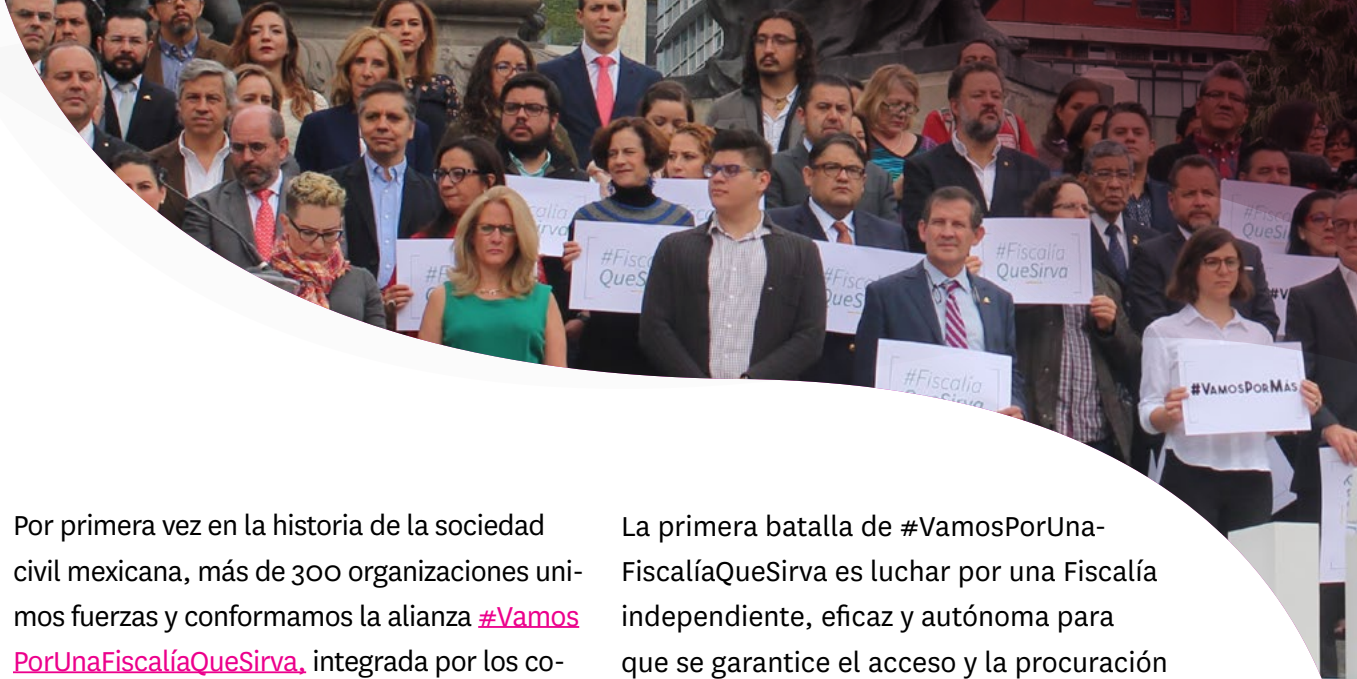 #Fiscalía
QueSirva
#Fiscalía
#VamosPorMás
Por primera vez en la historia de la sociedad
civil mexicana, más de 300 organizaciones uni-
mos fuerzas y conformamos la alianza #Vamos
PorUnaFiscalíaQueSirva, integrada por los co-
La primera batalla de #VamosPorUna-
FiscalíaQueSirva es luchar por una Fiscalía
independiente, eficaz y autónoma para
que se garantice el acceso y la procuración